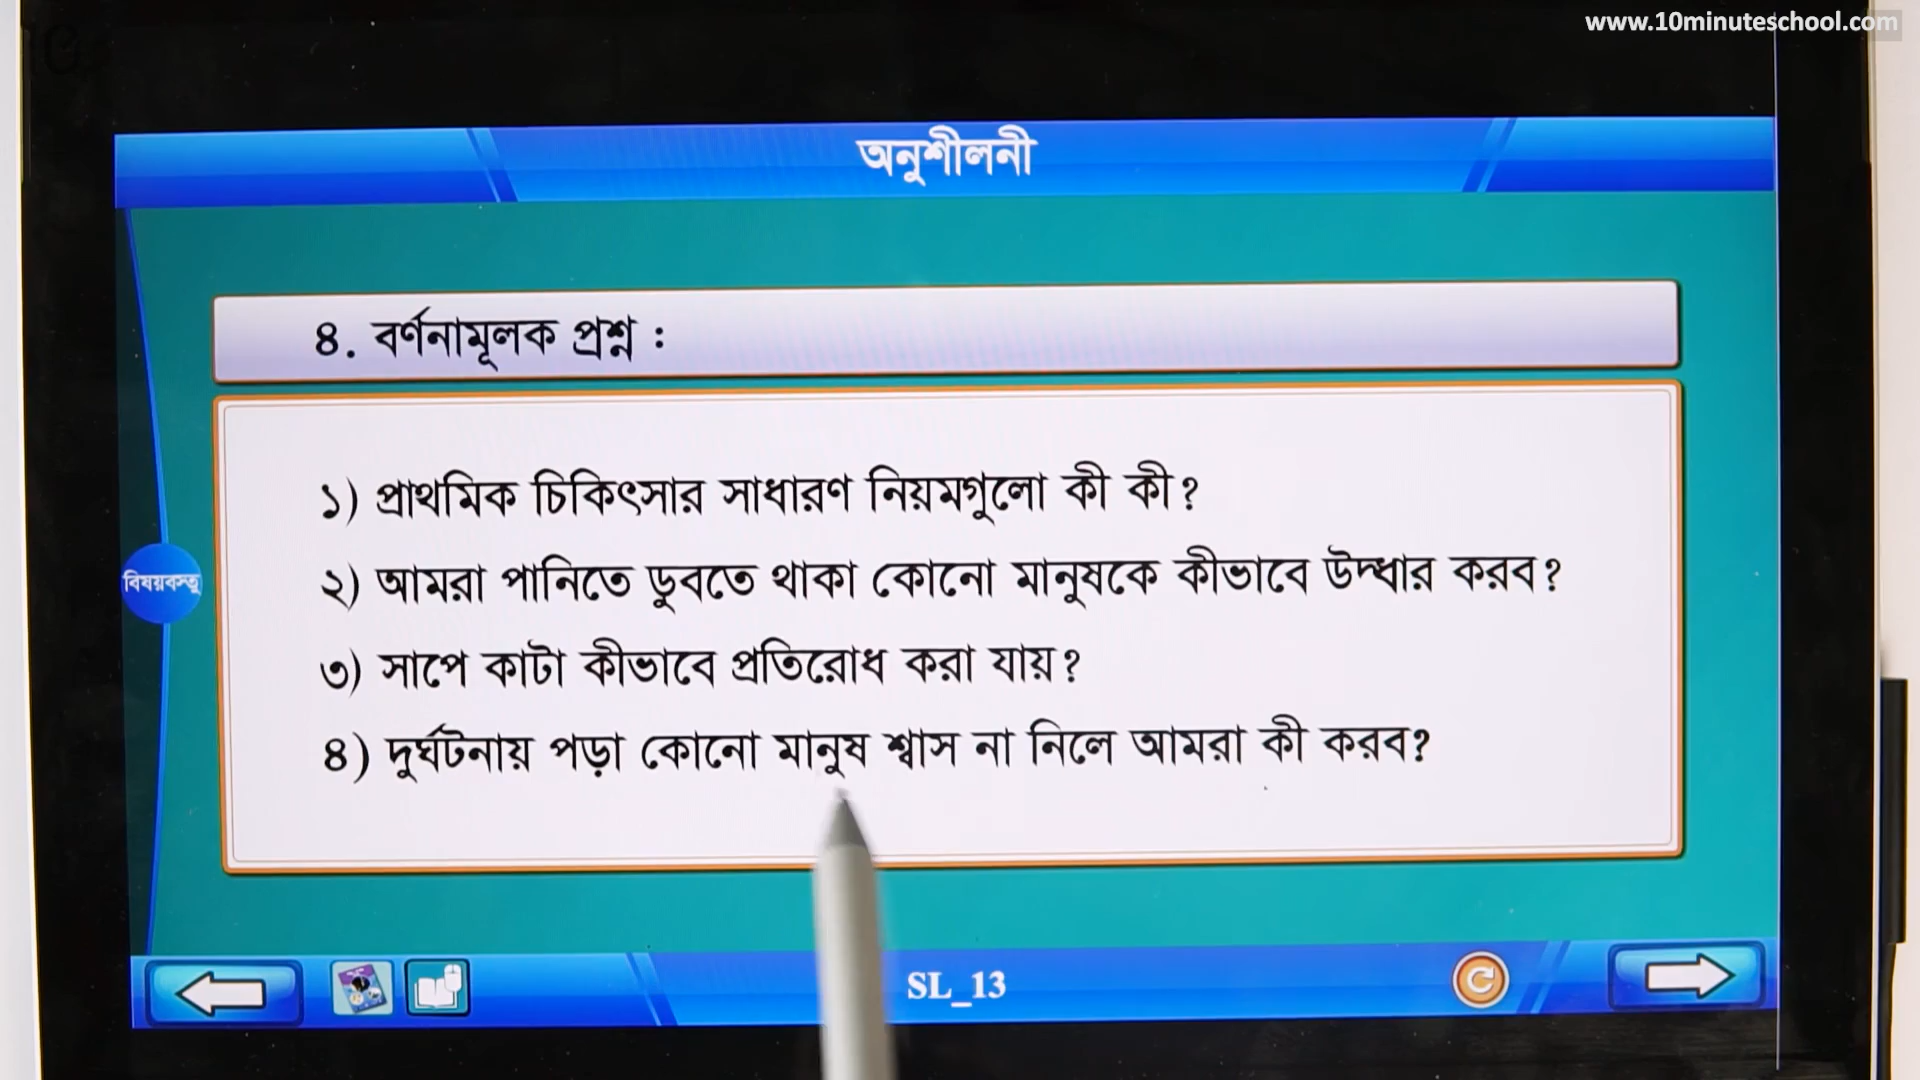 www.10minuteschool.com
অনুশীলনী
৪. বর্ণনামূলক প্রশ্ন :
১) প্রাথমিক চিকিৎসার সাধারণ নিয়মগুলো কী কী?
২) আমরা পানিতে ডুবতে থাকা কোনো মানুষকে কীভাবে উদ্ধার করব?
বিষয়বস্তু
৩) সাপে কাটা কীভাবে প্রতিরোধ করা যায়?
৪) দুর্ঘটনায় পড়া কোনো মানুষ শ্বাস না নিলে আমরা কী করব?
SL_13